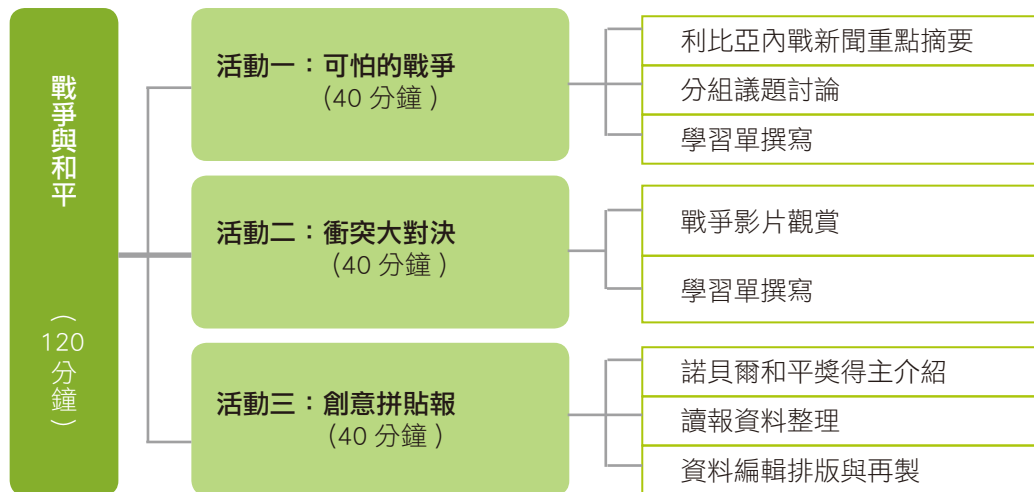 戰爭與和平
（120分鐘）
活動一：可怕的戰爭
（40 分鐘）
利比亞內戰新聞重點摘要
分組議題討論
學習單撰寫
活動二：衝突大對決
（40 分鐘）
戰爭影片觀賞
學習單撰寫
活動三：創意拼貼報
（40 分鐘）
諾貝爾和平獎得主介紹
讀報資料整理
資料編輯排版與再製